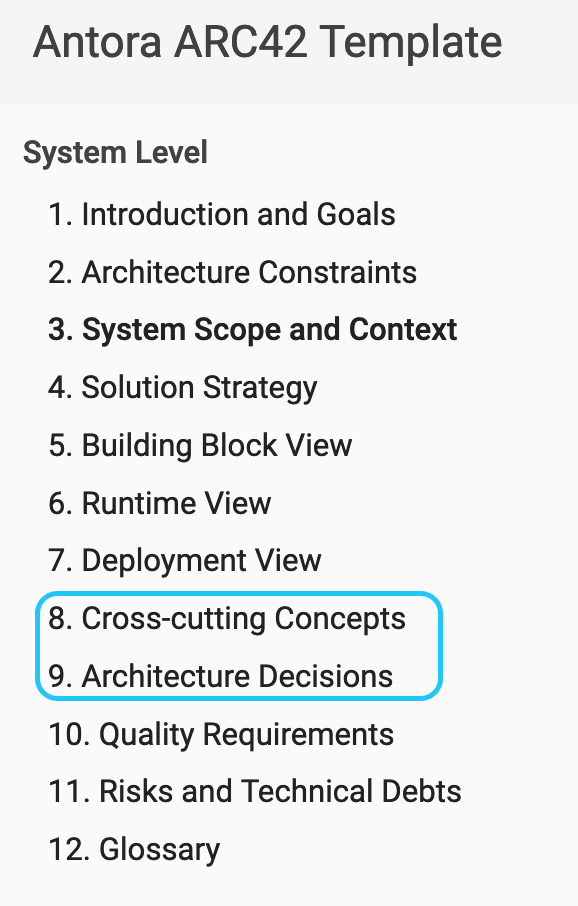 Antora ARC42 Template
System Level
1. Introduction and Goals
2. Architecture Constraints
3. System Scope and Context
4. Solution Strategy
5. Building Block View
6. Runtime View
7. Deployment View
8. Cross-cutting Concepts
9. Architecture Decisions
10. Quality Requirements
11. Risks and Technical Debts
12. Glossary